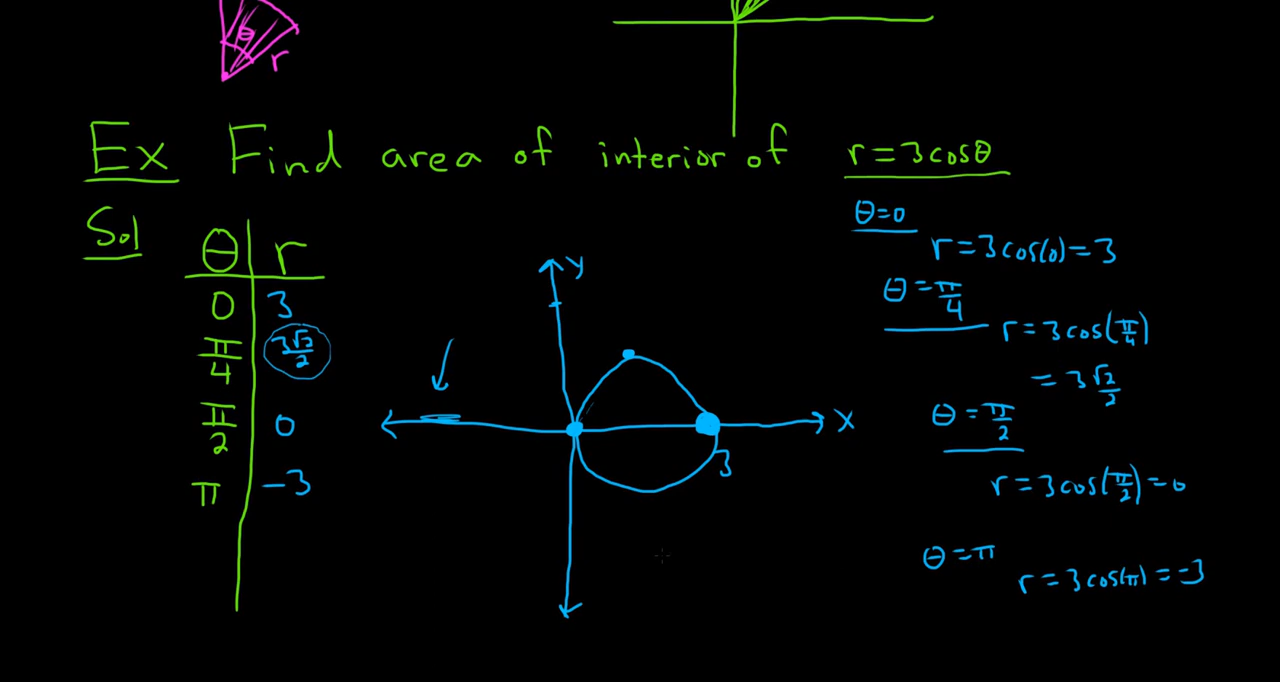 θ
r
Ex Find area of interior of r=3cosθ
Sol
θ r
0 3
π/4 3√2/2
π/2 0
π -3
y
x
3
θ=0
r=3cos(0)=3
θ=π/4
r=3cos(π/4)
=3√2/2
θ=π/2
r=3cos(π/2)=0
θ=π
r=3cos(π)=-3